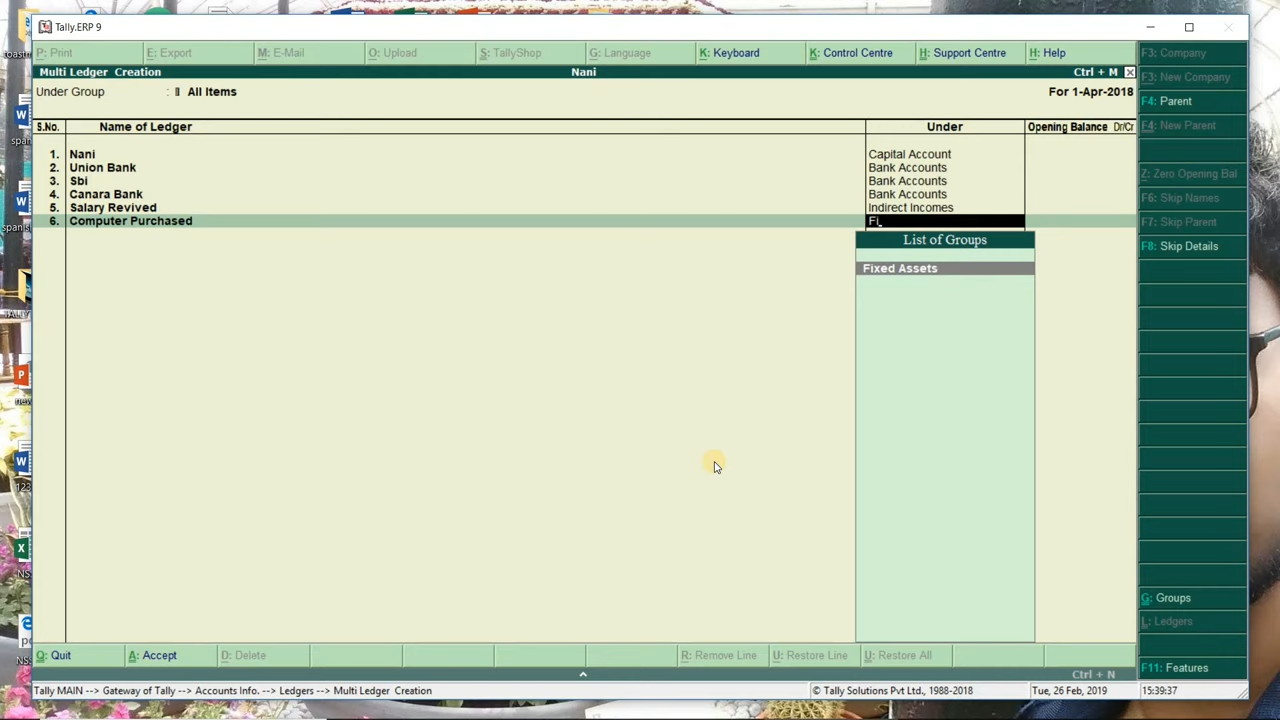 Tally.ERP 9
P: Print E: Export M: E-Mail O: Upload S: TallyShop G: Language K: Keyboard K: Control Centre H: Support Centre H: Help
F3: Company
Multi Ledger Creation Nani Ctrl + M
F3: New Company
Under Group : ⦀ All Items For 1-Apr-2018
F4: Parent
S.No. Name of Ledger Under Opening Balance Dr/Cr
F4: New Parent
1. Nani Capital Account
2. Union Bank Bank Accounts
Z: Zero Opening Bal
3. Sbi Bank Accounts
4. Canara Bank Bank Accounts
F6: Skip Names
5. Salary Revived Indirect Incomes
6. Computer Purchased Fi
F7: Skip Parent
List of Groups
F8: Skip Details
Fixed Assets
G: Groups
L: Ledgers
Q: Quit A: Accept D: Delete R: Remove Line U: Restore Line U: Restore All
F11: Features
Ctrl + N
Tally MAIN --> Gateway of Tally --> Accounts Info. --> Ledgers --> Multi Ledger Creation © Tally Solutions Pvt Ltd., 1988-2018 Tue, 26 Feb, 2019 15:39:37